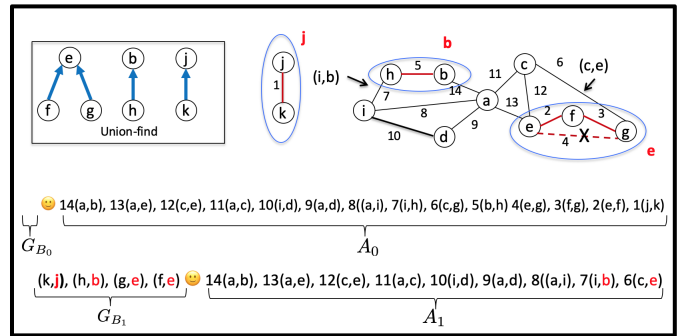 e b j
f g h k
Union-find
j
j
1
k
b
(i,b)
h 5 b
7 14
i 8 a
10 9
d
c 6
(c,e)
11 12
13
e 2 f 3 g
4 X
e
14(a,b), 13(a,e), 12(c,e), 11(a,c), 10(i,d), 9(a,d), 8((a,i), 7(i,h), 6(c,g), 5(b,h) 4(e,g), 3(f,g), 2(e,f), 1(j,k)
G_{B_0} A_0
(k,j), (h,b), (g,e), (f,e) 🙂 14(a,b), 13(a,e), 12(c,e), 11(a,c), 10(i,d), 9(a,d), 8((a,i), 7(i,b), 6(c,e)
G_{B_1} A_1